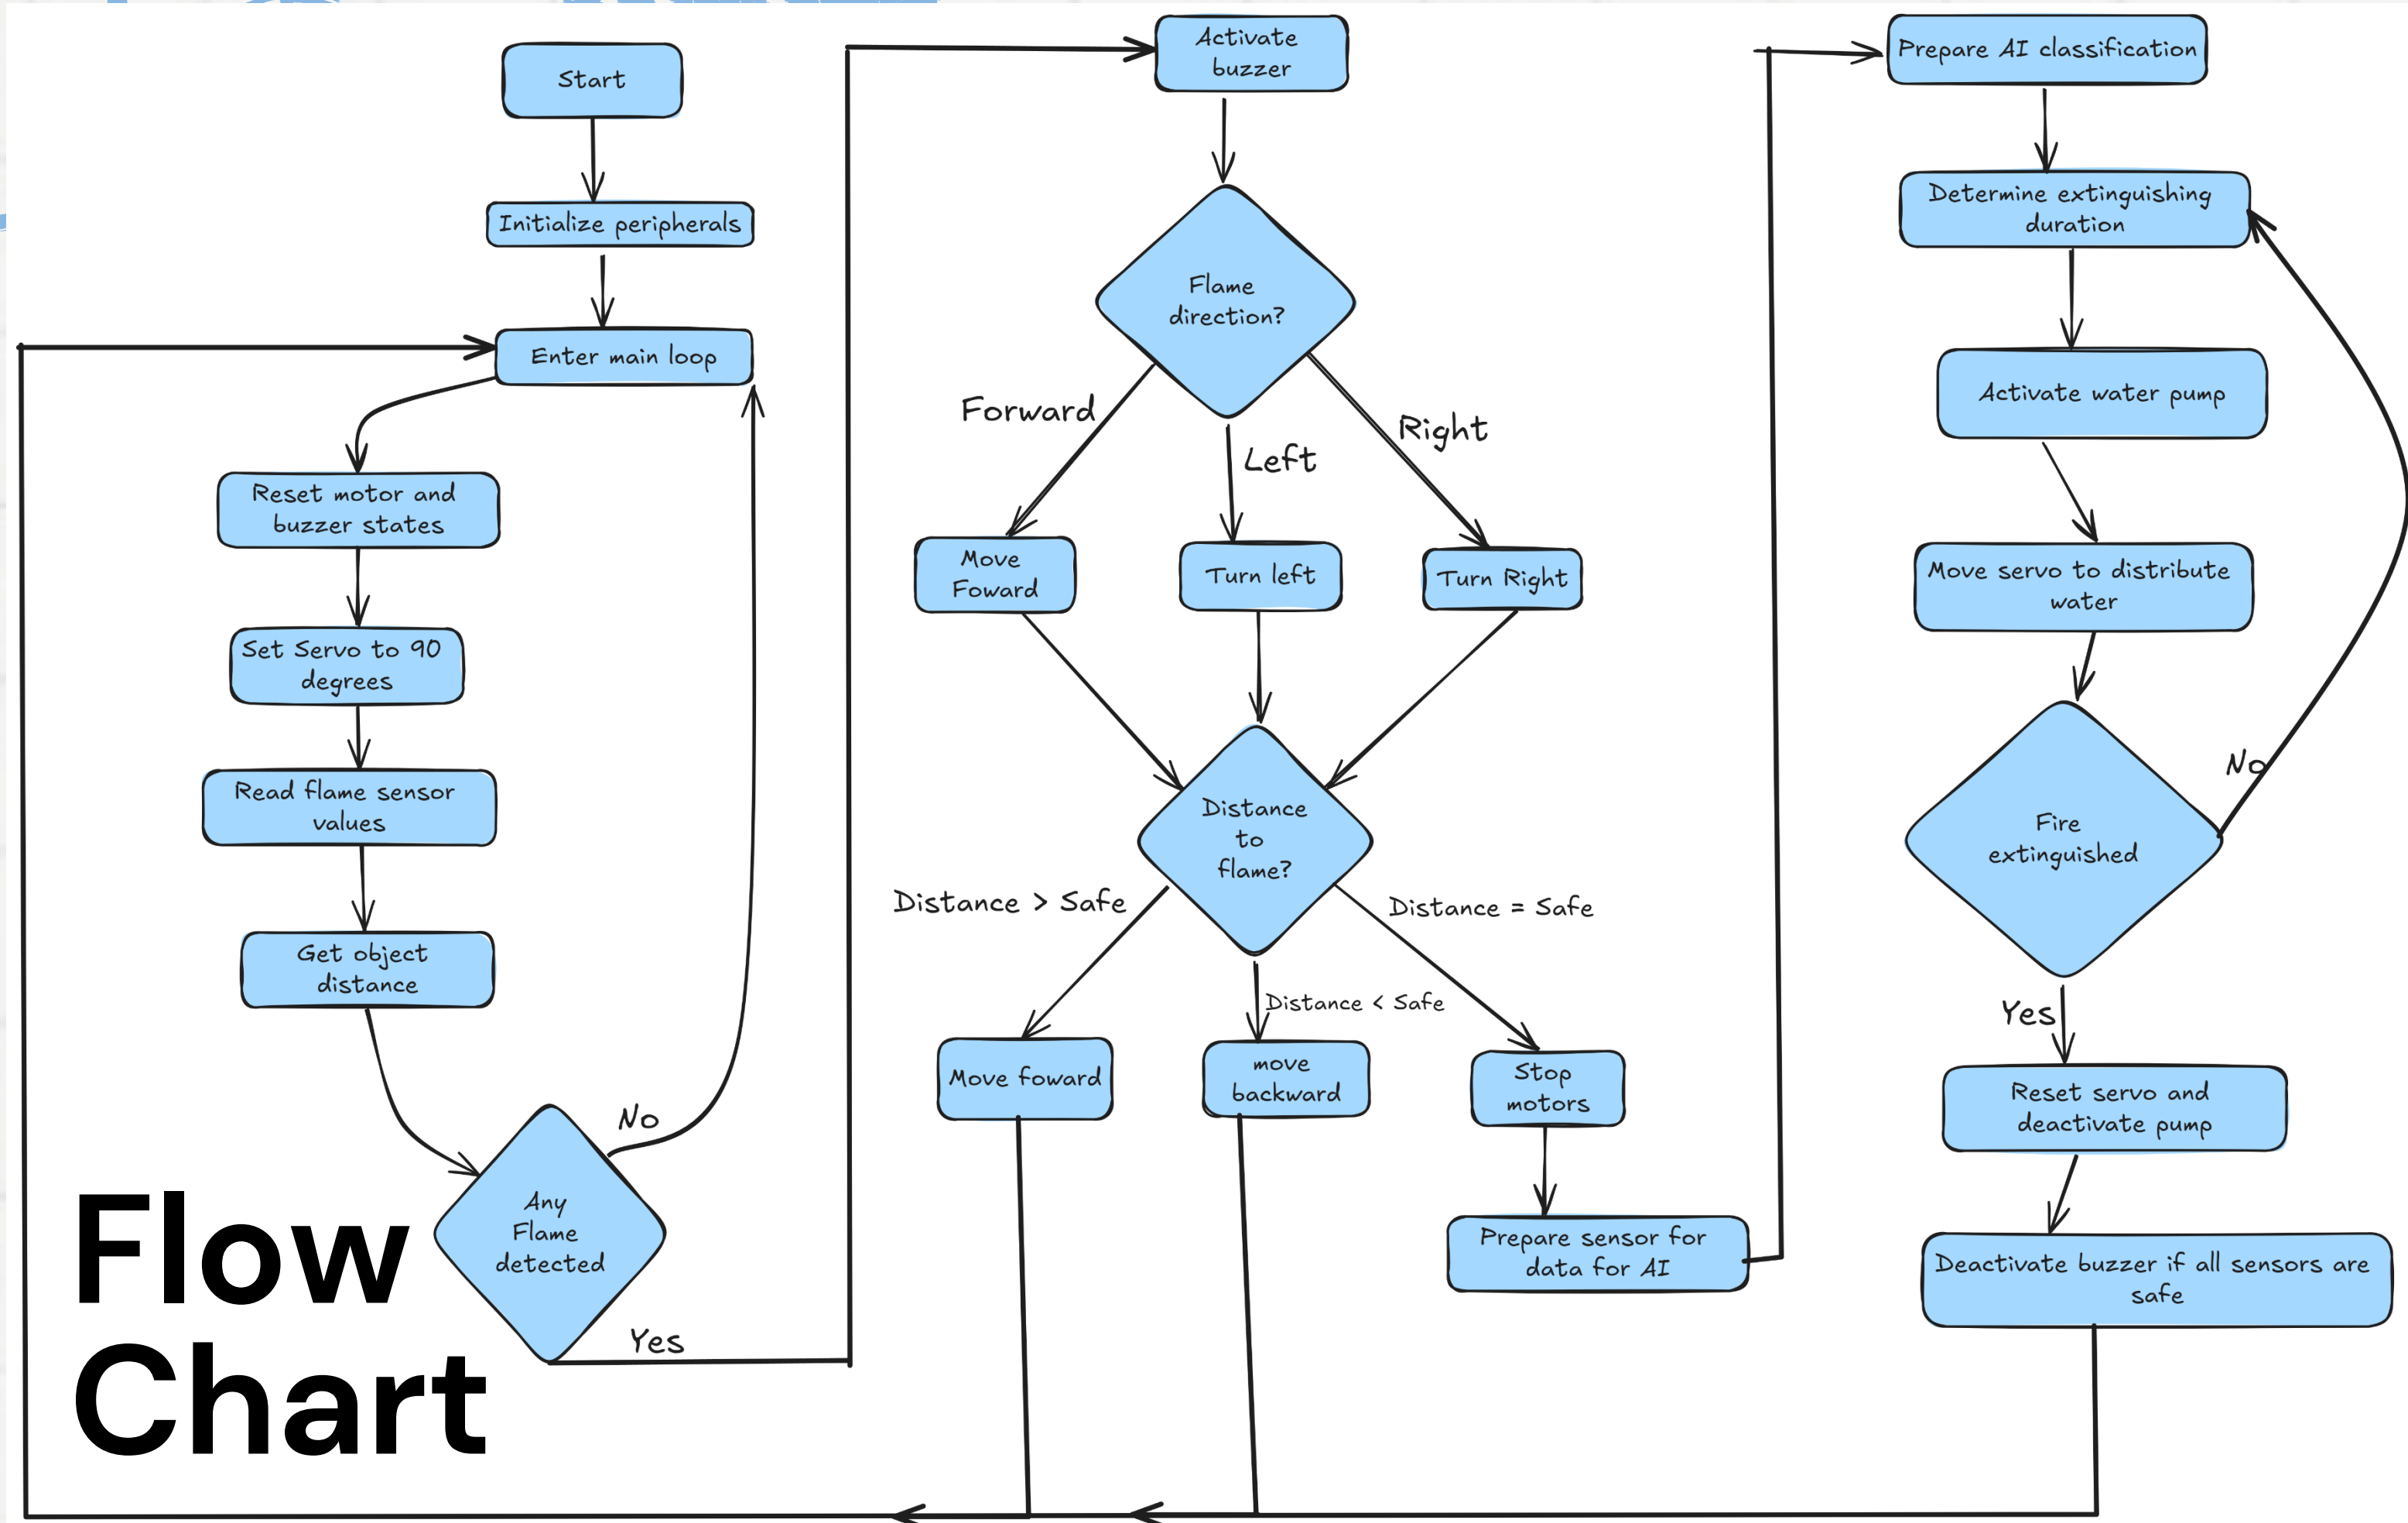 Start
Initialize peripherals
Enter main loop
Reset motor and
buzzer states
Set Servo to 90
degrees
Read flame sensor
values
Get object
distance
Any
Flame
detected
No
Yes
Flow
Chart
Activate
buzzer
Flame
direction?
Forward
Left
Right
Move
Foward
Turn left
Turn Right
Distance
to
flame?
Distance > Safe
Distance < Safe
Distance = Safe
Move foward
move
backward
Stop
motors
Prepare sensor for
data for AI
Prepare AI classification
Determine extinguishing
duration
Activate water pump
Move servo to distribute
water
Fire
extinguished
No
Yes
Reset servo and
deactivate pump
Deactivate buzzer if all sensors are
safe